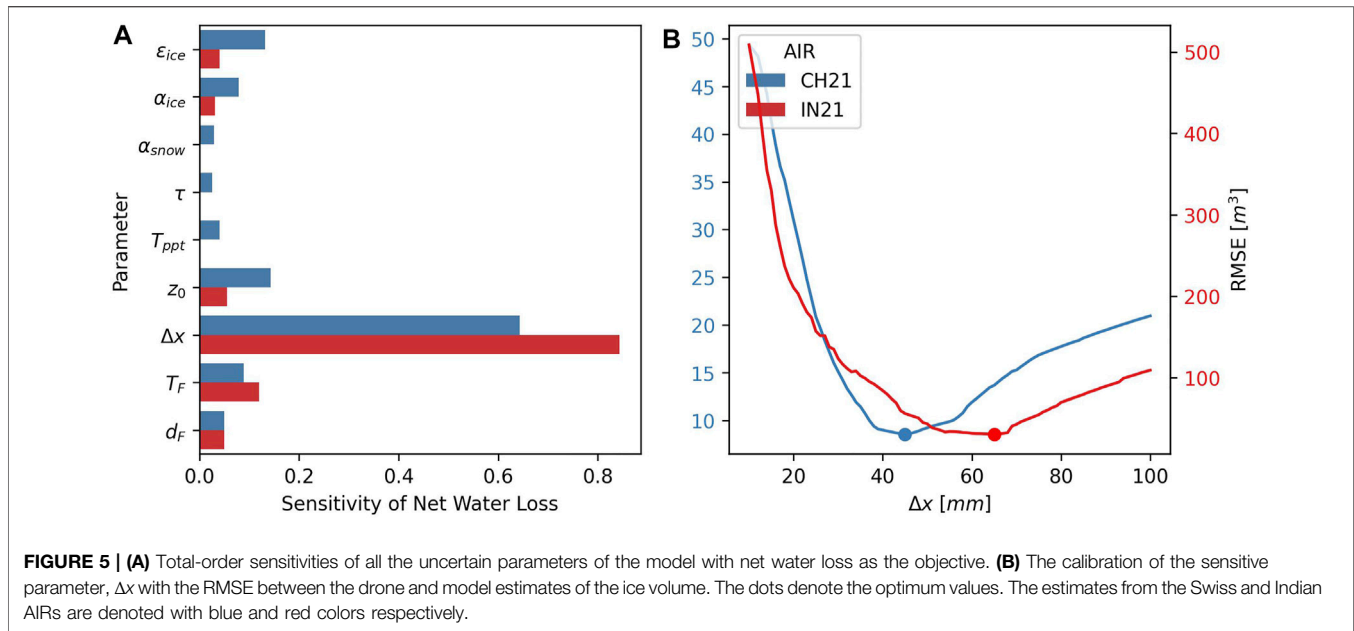 A
Parameter
ε_ice
α_ice
α_snow
τ
T_ppt
z_0
Δx
T_F
d_F
0.0 0.2 0.4 0.6 0.8
Sensitivity of Net Water Loss
B
AIR
CH21
IN21
50
45
40
35
30
25
20
15
10
500
400
300
200
100
RMSE [m³]
20 40 60 80 100
Δx [mm]
FIGURE 5 | (A) Total-order sensitivities of all the uncertain parameters of the model with net water loss as the objective. (B) The calibration of the sensitive
parameter, Δx with the RMSE between the drone and model estimates of the ice volume. The dots denote the optimum values. The estimates from the Swiss and Indian
AIRs are denoted with blue and red colors respectively.